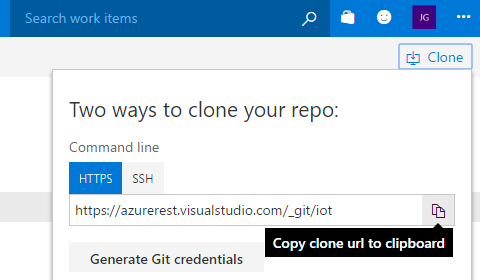 Search work items
JG
Clone
Two ways to clone your repo:
Command line
HTTPS
SSH
https://azurerest.visualstudio.com/_git/iot
Copy clone url to clipboard
Generate Git credentials